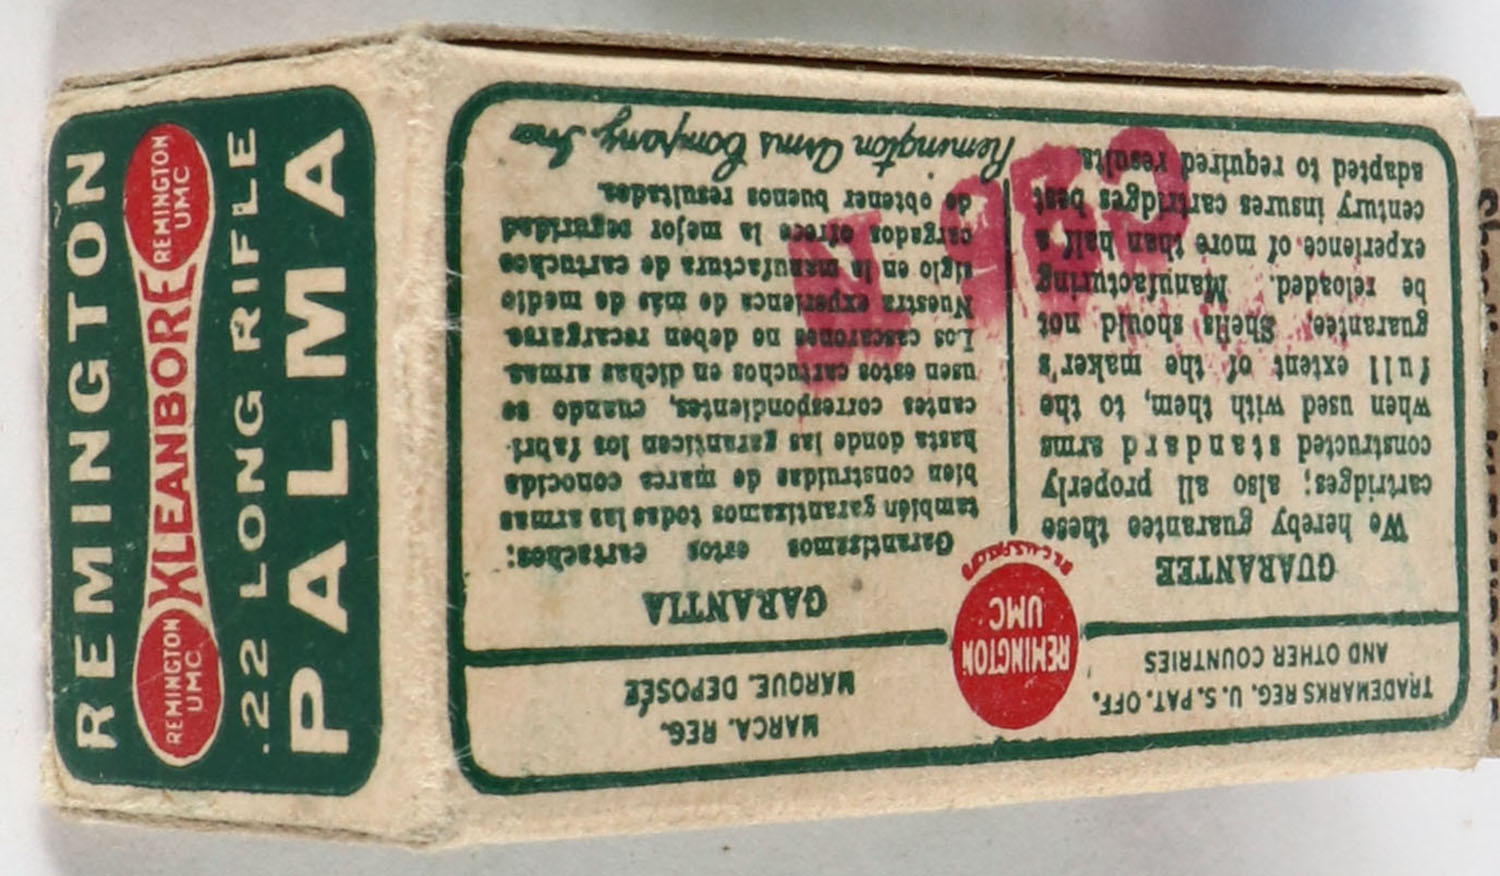 REMINGTON
REMINGTON
UMC
KLEANBORE
REMINGTON
UMC
.22 LONG RIFLE
PALMA
TRADEMARKS REG. U.S. PAT. OFF.
AND OTHER COUNTRIES
MARCA. REG.
MARQUE. DEPOSÉE
REMINGTON
UMC
GUARANTEE
We hereby guarantee these
cartridges; also all properly
constructed standard arms
when used with them, to the
full extent of the maker's
guarantee. Shells should not
be reloaded. Manufacturing
experience of more than half a
century insures cartridges best
adapted to required results.
GARANTIA
Garantizamos estos cartuchos:
también garantizamos todas las armas
bien construidas de marca conocida
hasta donde las garanticen los fabri-
cantes correspondientes, cuando se
usen estos cartuchos en dichas armas.
Los cascarones no deben recargarse.
Nuestra experienca de más de medio
siglo en la manufactura de cartuchos
cargados ofrece la mejor seguridad
de obtener buenos resultados.
Remington Arms Company, Inc.